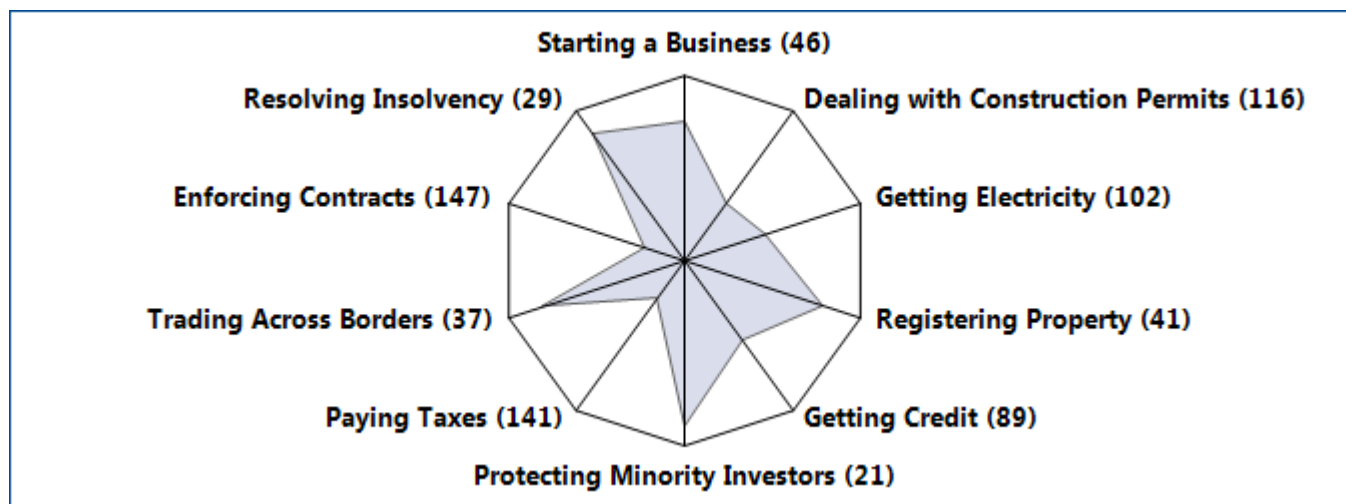 Starting a Business (46)
Resolving Insolvency (29)
Dealing with Construction Permits (116)
Enforcing Contracts (147)
Getting Electricity (102)
Trading Across Borders (37)
Registering Property (41)
Paying Taxes (141)
Getting Credit (89)
Protecting Minority Investors (21)